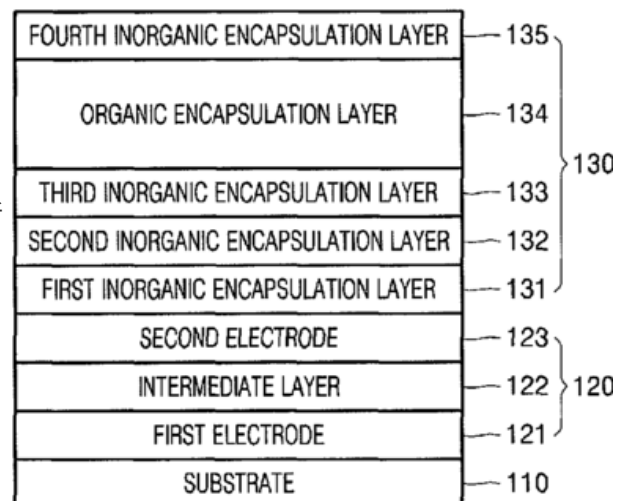 FOURTH INORGANIC ENCAPSULATION LAYER 135
ORGANIC ENCAPSULATION LAYER 134
130
THIRD INORGANIC ENCAPSULATION LAYER 133
SECOND INORGANIC ENCAPSULATION LAYER 132
FIRST INORGANIC ENCAPSULATION LAYER 131
SECOND ELECTRODE 123
INTERMEDIATE LAYER 122 120
FIRST ELECTRODE 121
SUBSTRATE 110